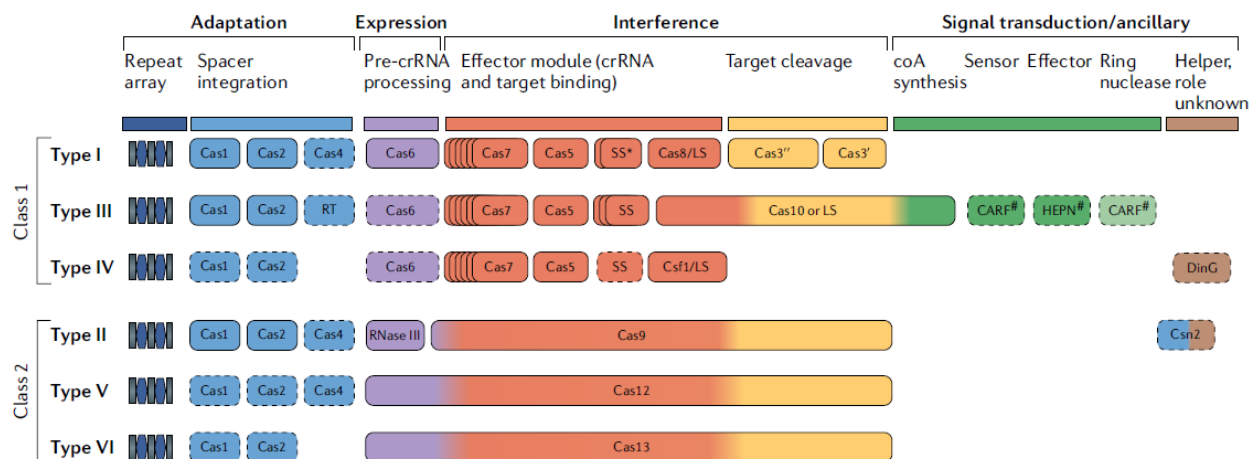 Adaptation Expression Interference Signal transduction/ancillary
Repeat array Spacer integration Pre-crRNA processing Effector module (crRNA and target binding) Target cleavage coA synthesis Sensor Effector Ring nuclease Helper, role unknown
Class 1
Type I Cas1 Cas2 Cas4 Cas6 Cas7 Cas5 SS* Cas8/LS Cas3′′ Cas3′
Type III Cas1 Cas2 RT Cas6 Cas7 Cas5 SS Cas10 or LS CARF# HEPN# CARF#
Type IV Cas1 Cas2 Cas6 Cas7 Cas5 SS Csf1/LS DinG
Class 2
Type II Cas1 Cas2 Cas4 RNase III Cas9 Csn2
Type V Cas1 Cas2 Cas4 Cas12
Type VI Cas1 Cas2 Cas13